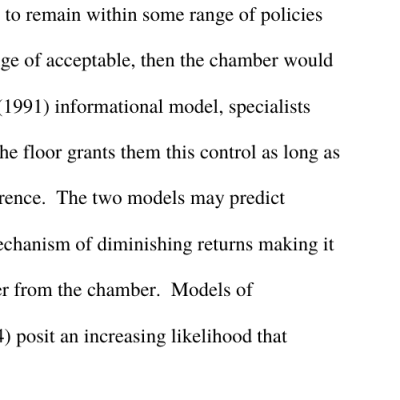 to remain within some range of policies
ge of acceptable, then the chamber would
(1991) informational model, specialists
he floor grants them this control as long as
rence. The two models may predict
echanism of diminishing returns making it
er from the chamber. Models of
4) posit an increasing likelihood that